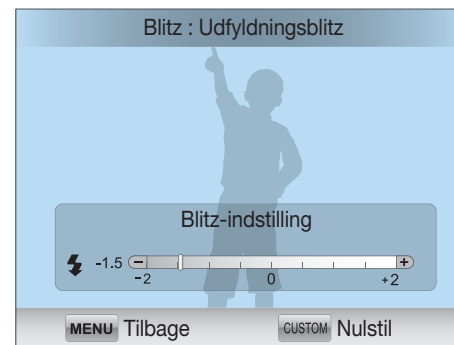 Blitz : Udfyldningsblitz
Blitz-indstilling
-1.5
-2 0 +2
MENU Tilbage CUSTOM Nulstil